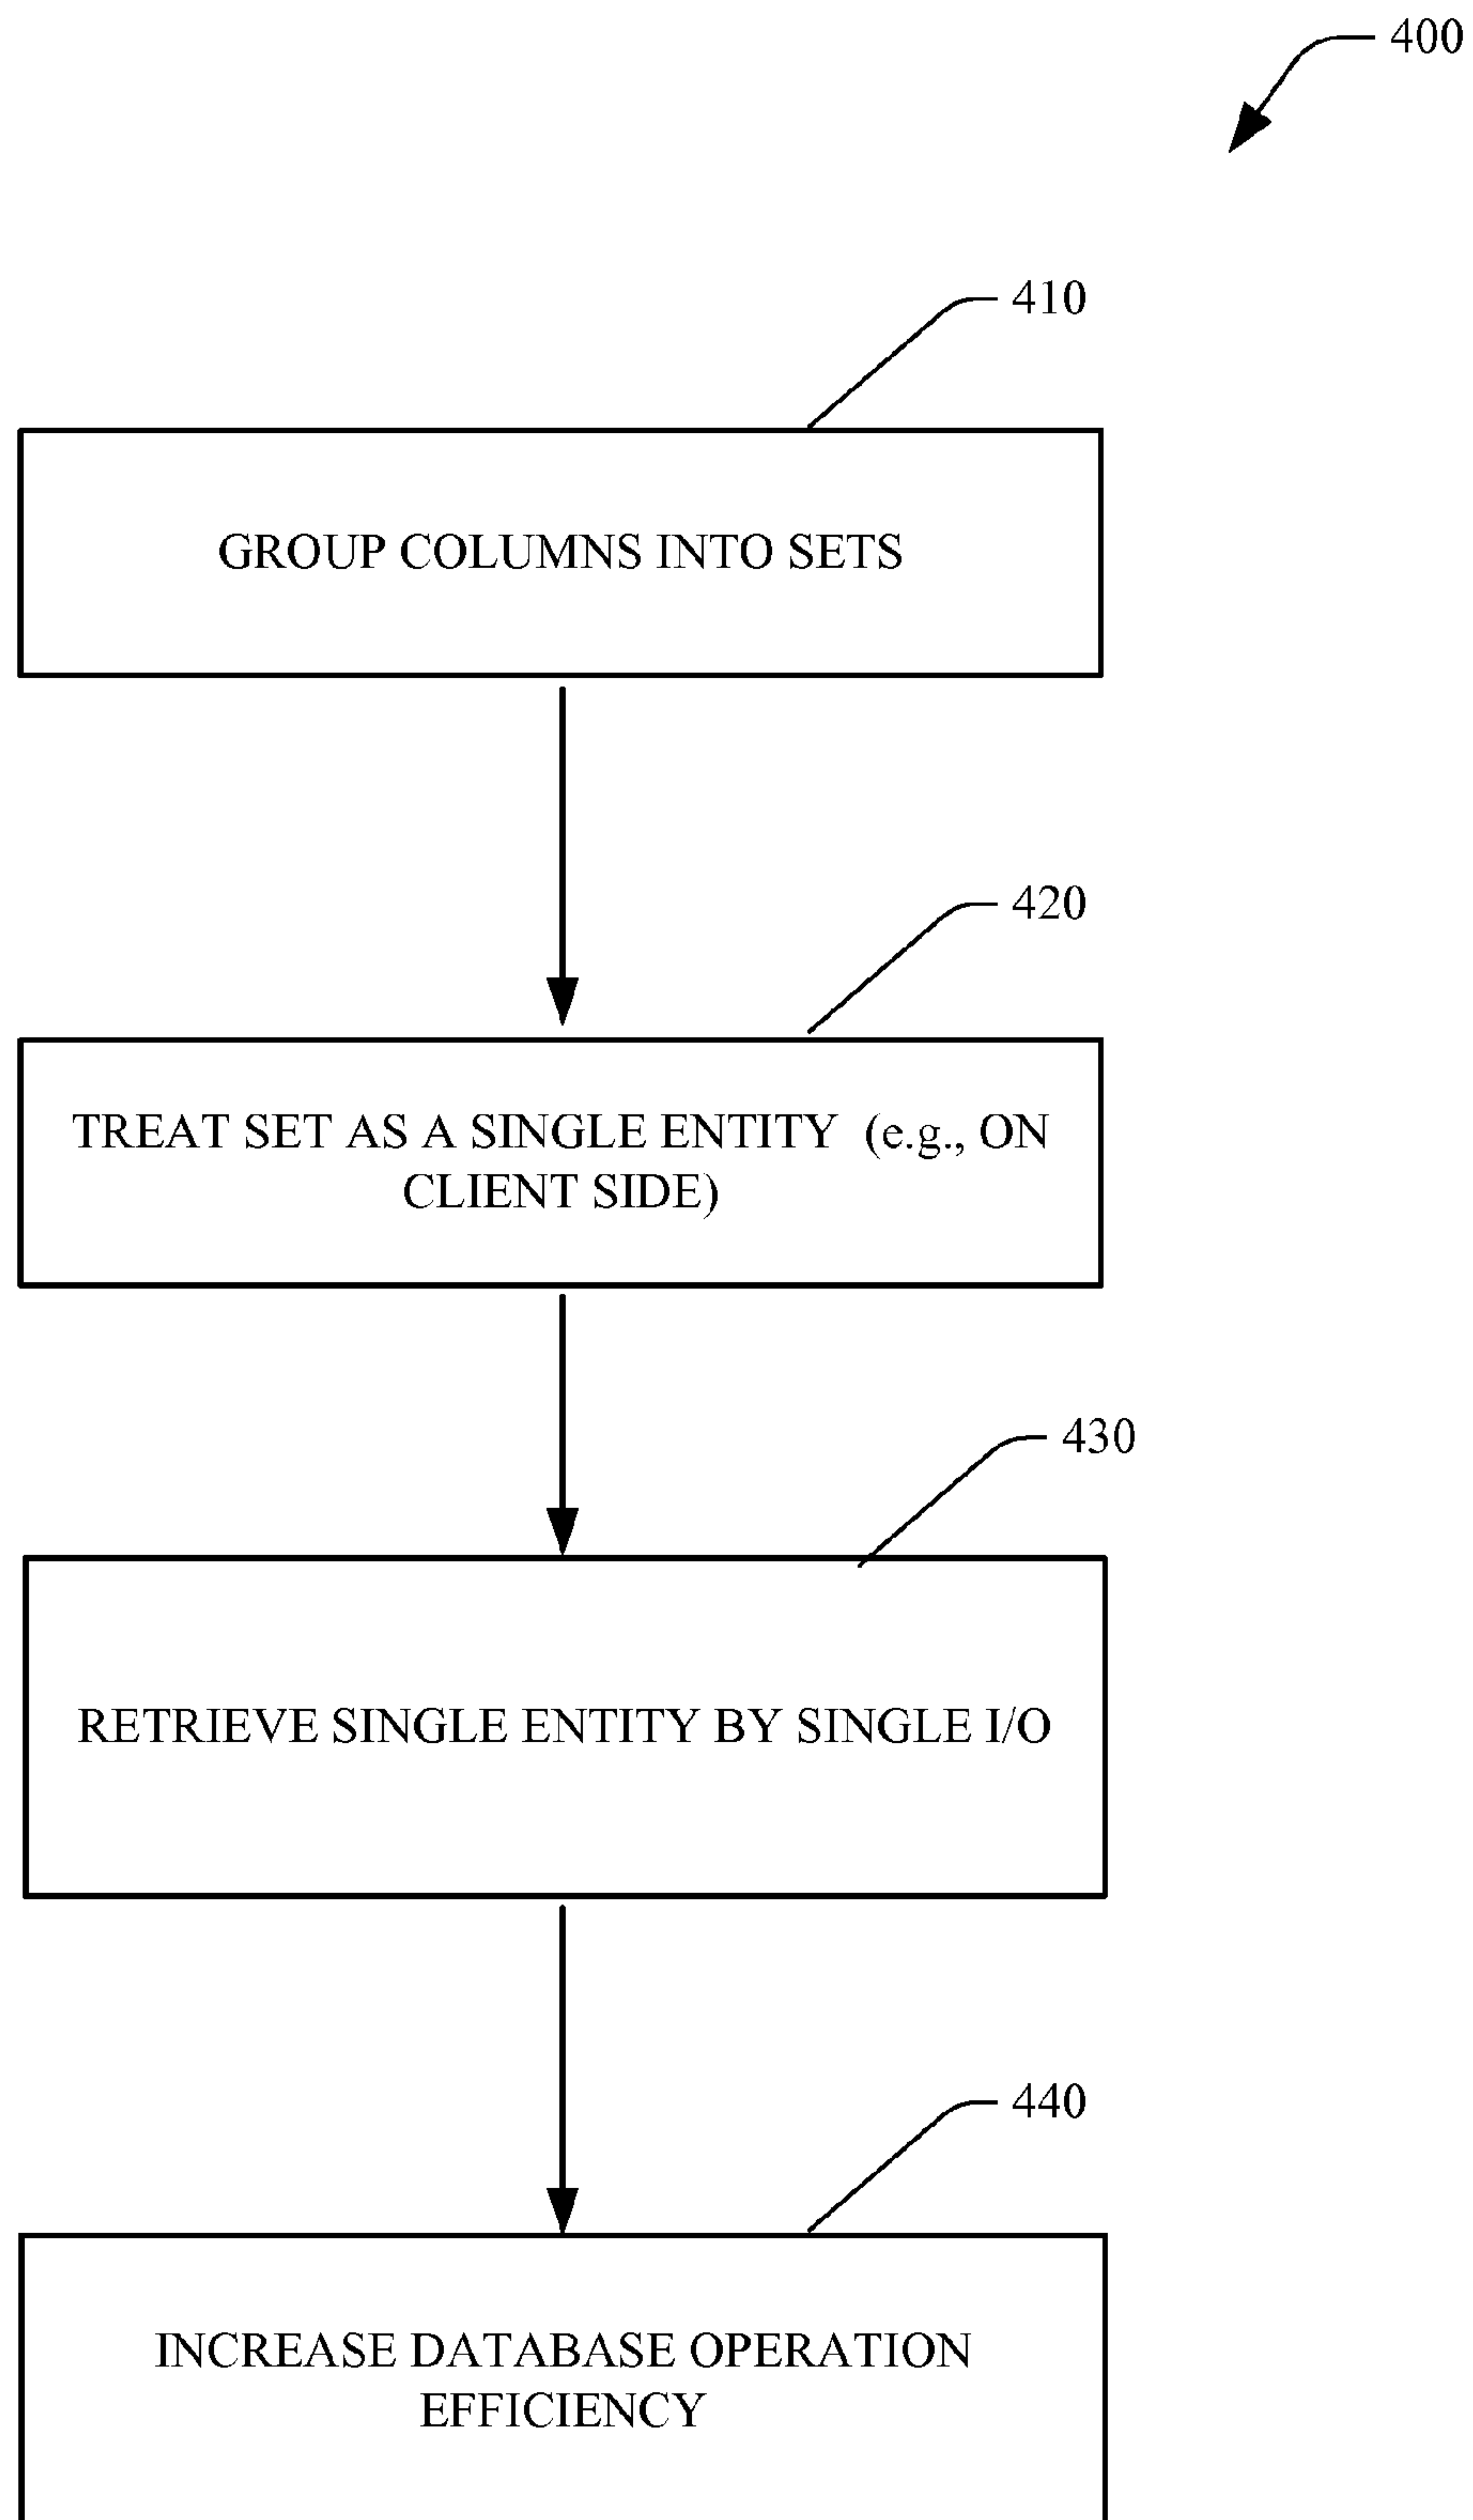 400
410
GROUP COLUMNS INTO SETS
420
TREAT SET AS A SINGLE ENTITY (e.g., ON
CLIENT SIDE)
430
RETRIEVE SINGLE ENTITY BY SINGLE I/O
440
INCREASE DATABASE OPERATION
EFFICIENCY